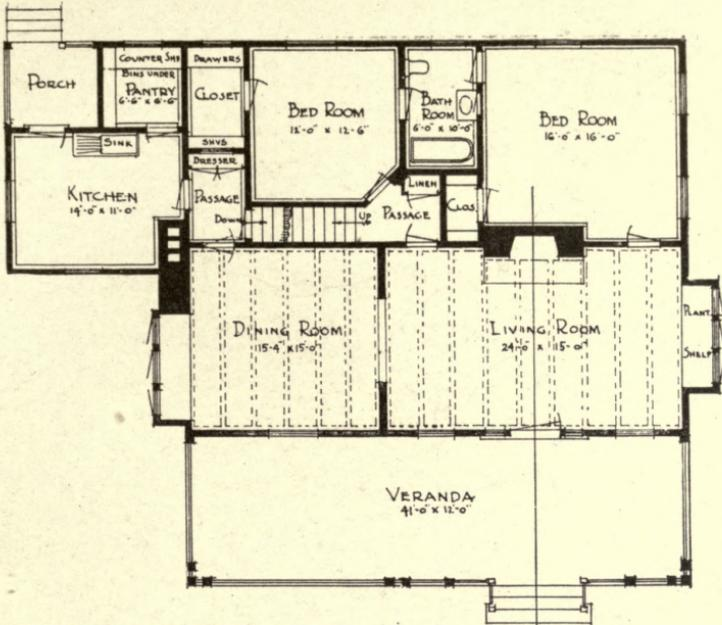 PORCH
COUNTER SHF
BINS UNDER
PANTRY
6'-6" x 6'-6"
DRAWERS
CLOSET
SHVS
DRESSER
PASSAGE
DOWN
UP
BED ROOM
12'-0" x 12'-6"
BATH
ROOM
6'-0" x 10'-0"
BED ROOM
16'-0" x 16'-0"
SINK
KITCHEN
14'-0" x 11'-0"
LINEN
PASSAGE
CLOS.
DINING ROOM
15'-4" x 15'-0"
LIVING ROOM
24'-0" x 15'-0"
PLANT
SHELF
VERANDA
41'-0" x 12'-0"